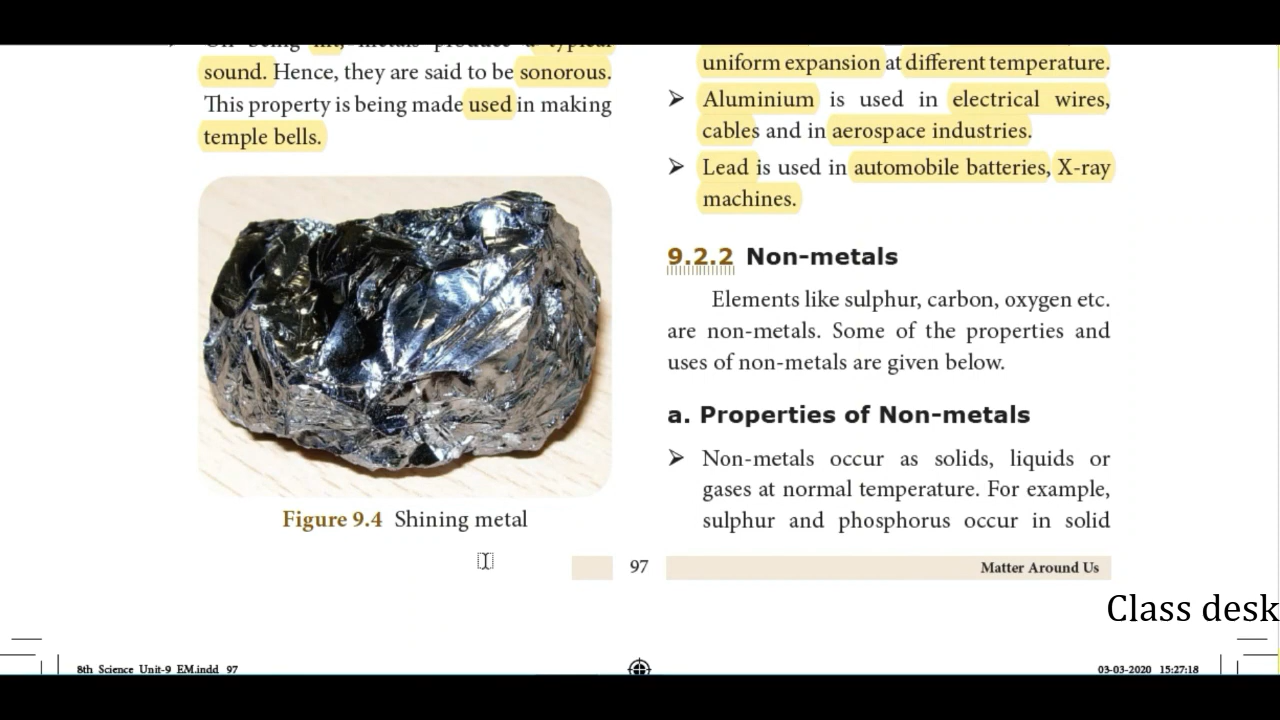 On being hit, metals produce a typical
sound. Hence, they are said to be sonorous.
This property is being made used in making
temple bells.
Figure 9.4 Shining metal
uniform expansion at different temperature.
➢ Aluminium is used in electrical wires,
cables and in aerospace industries.
➢ Lead is used in automobile batteries, X-ray
machines.
9.2.2 Non-metals
Elements like sulphur, carbon, oxygen etc.
are non-metals. Some of the properties and
uses of non-metals are given below.
a. Properties of Non-metals
➢ Non-metals occur as solids, liquids or
gases at normal temperature. For example,
sulphur and phosphorus occur in solid
97
Matter Around Us
Class desk
8th Science Unit-9 EM.indd 97
03-03-2020 15:27:18